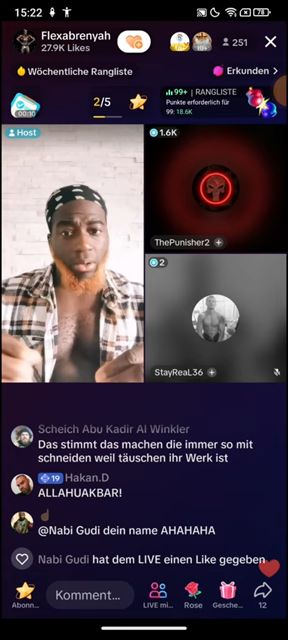 15:22
78
Flexabrenyah
27.9K Likes
251
Wöchentliche Rangliste
Erkunden >
00:10
2/5
99+ | RANGLISTE
Punkte erforderlich für
99: 18.6K
Host
1.6K
ThePunisher2
2
StayReaL36
Scheich Abu Kadir Al Winkler
Das stimmt das machen die immer so mit
schneiden weil täuschen ihr Werk ist
19 Hakan.D
ALLAHUAKBAR!
@Nabi Gudi dein name AHAHAHA
Nabi Gudi hat dem LIVE einen Like gegeben
Komment...
Abonn...
LIVE mi...
Rose
Gesche...
12